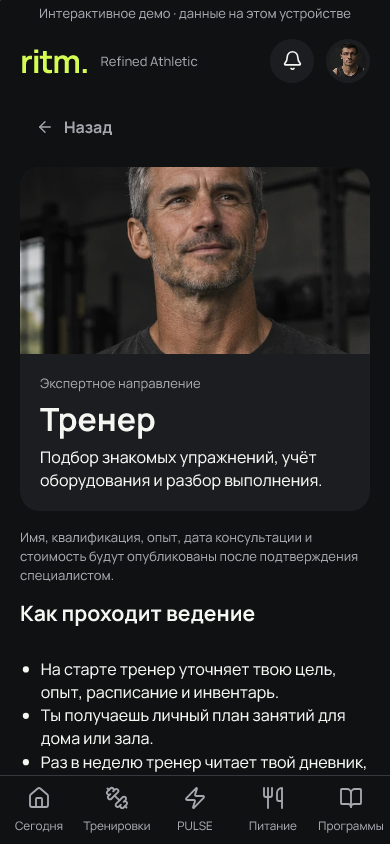 Интерактивное демо · данные на этом устройстве
ritm. Refined Athletic
Назад
Экспертное направление
Тренер
Подбор знакомых упражнений, учёт
оборудования и разбор выполнения.
Имя, квалификация, опыт, дата консультации и
стоимость будут опубликованы после подтверждения
специалистом.
Как проходит ведение
• На старте тренер уточняет твою цель,
опыт, расписание и инвентарь.
• Ты получаешь личный план занятий для
дома или зала.
• Раз в неделю тренер читает твой дневник,
Сегодня Тренировки PULSE Питание Программы